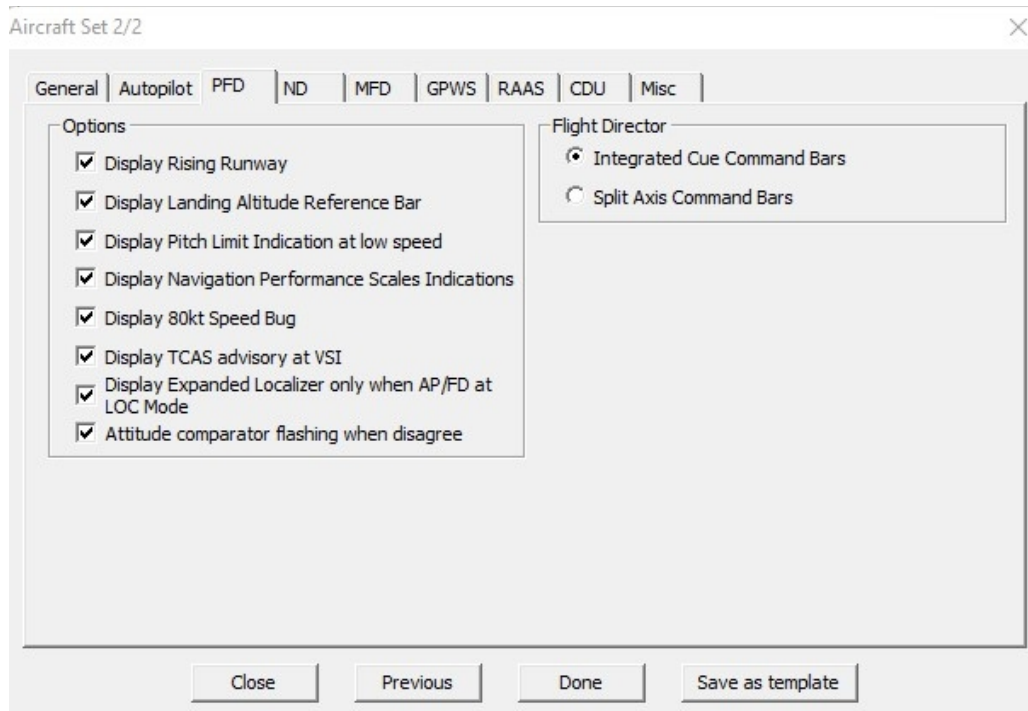 Aircraft Set 2/2
General Autopilot PFD ND MFD GPWS RAAS CDU Misc
Options
Display Rising Runway
Display Landing Altitude Reference Bar
Display Pitch Limit Indication at low speed
Display Navigation Performance Scales Indications
Display 80kt Speed Bug
Display TCAS advisory at VSI
Display Expanded Localizer only when AP/FD at
LOC Mode
Attitude comparator flashing when disagree
Flight Director
Integrated Cue Command Bars
Split Axis Command Bars
Close Previous Done Save as template